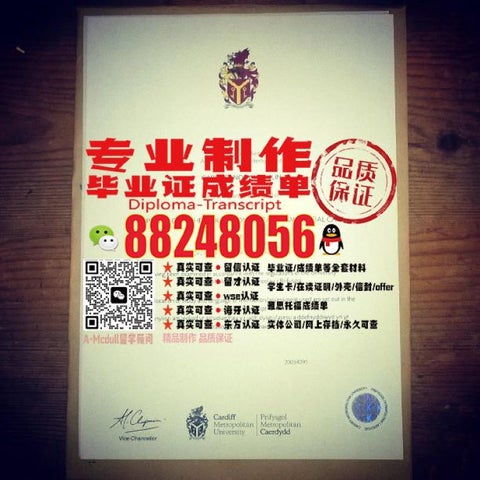 专业制作
毕业证成绩单
品质
保证
Diploma-Transcript
88248056
★ 真实可查·留信认证 毕业证/成绩单等全套材料
★ 真实可查·留才认证 学生卡/在读证明/外壳/信封/offer
★ 真实可查·wse认证 雅思托福成绩单
★ 真实可查·海牙认证
★ 真实可查·东方认证 实体公司/网上存档/永久可查
A-Mcdull留学顾问
精品制作 品质保证
Vice-Chancellor
Cardiff
Metropolitan
University
Prifysgol
Metropolitan
Caerdydd